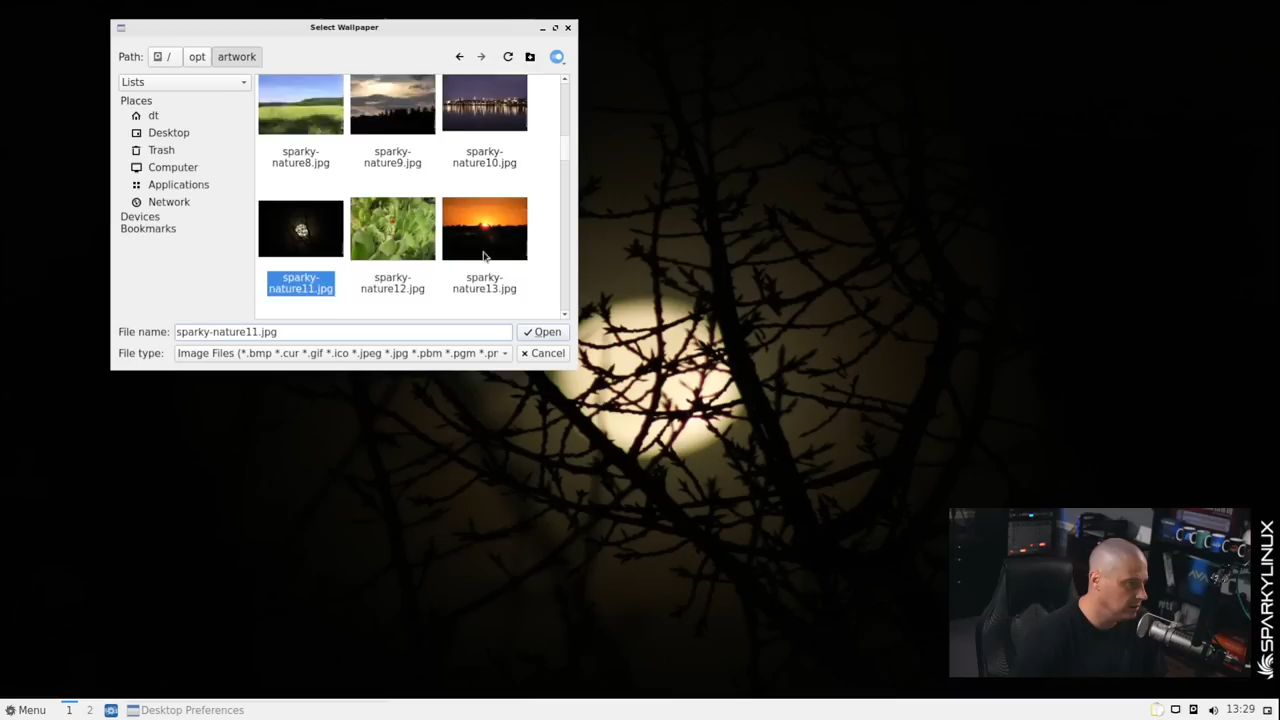 Select Wallpaper
Path:
/
opt
artwork
Lists
Places
dt
Desktop
Trash
Computer
Applications
Network
Devices
Bookmarks
sparky-
nature8.jpg
sparky-
nature9.jpg
sparky-
nature10.jpg
sparky-
nature11.jpg
sparky-
nature12.jpg
sparky-
nature13.jpg
File name:
sparky-nature11.jpg
Open
File type:
Image Files (*.bmp *.cur *.gif *.ico *.jpeg *.jpg *.pbm *.pgm *.pr
Cancel
SPARKYLINUX
Menu
1
2
Desktop Preferences
13:29